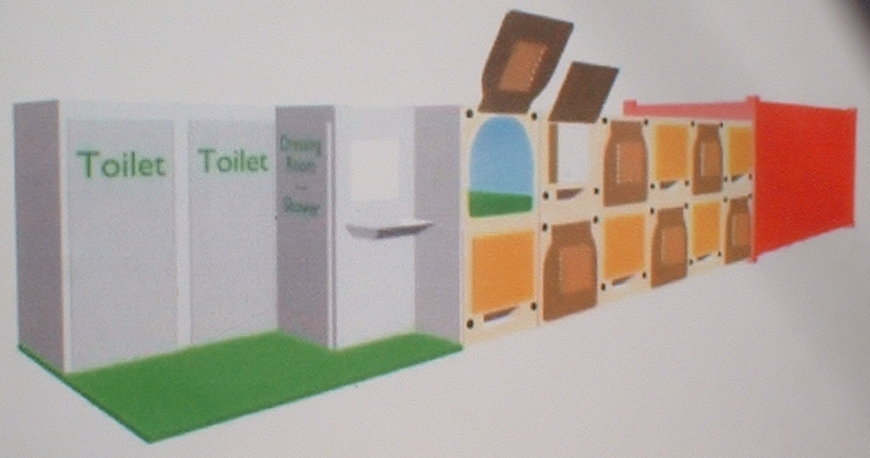 Toilet
Toilet
Dressing
Room
Shower